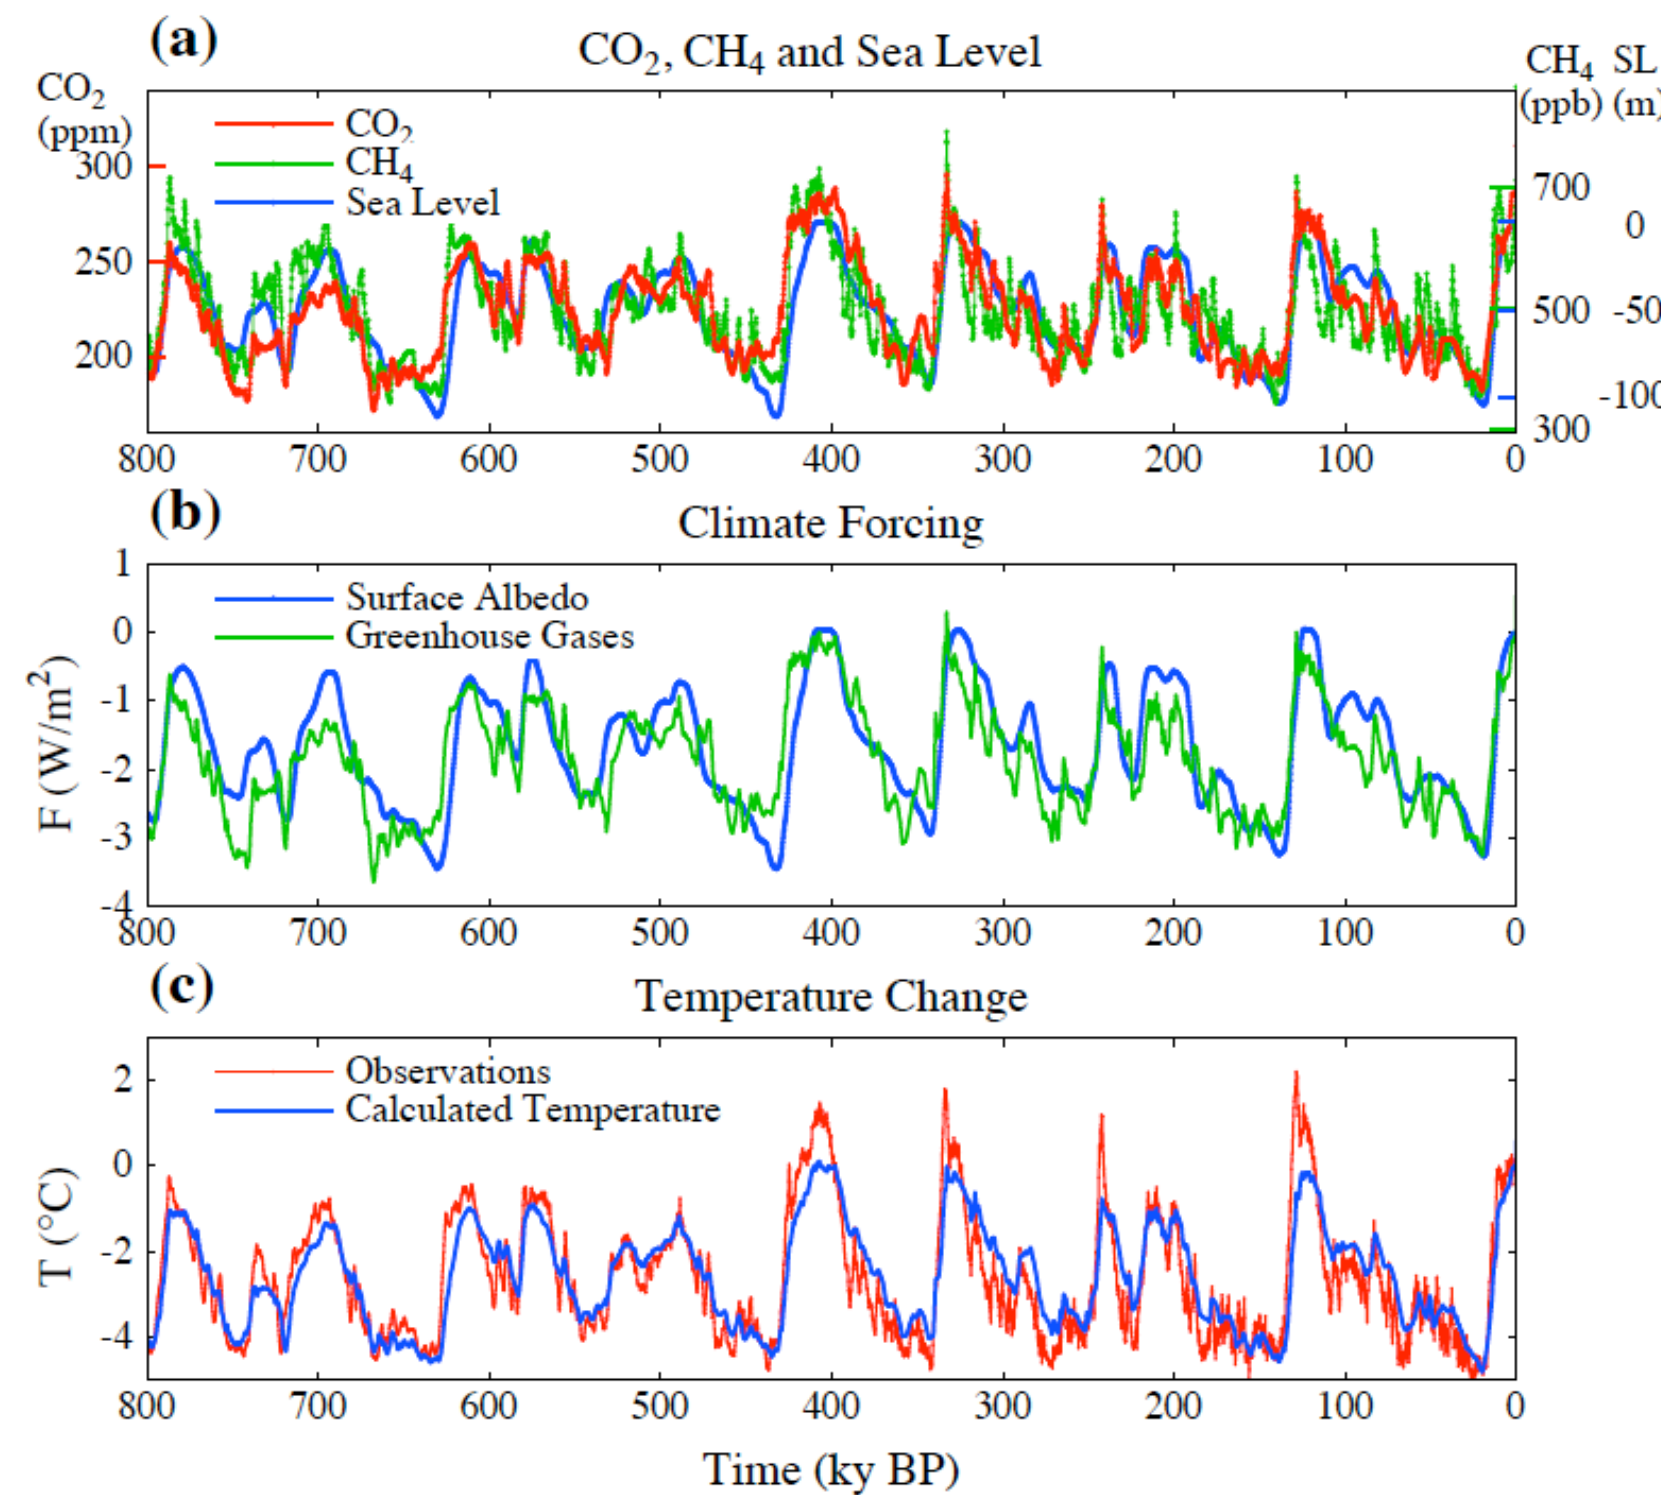 (a)
CO2, CH4 and Sea Level
CH4 SL
CO2
(ppb) (m)
(ppm)
CO2
300
CH4
700
Sea Level
0
250
500 -50
200
-100
300
800 700 600 500 400 300 200 100 0
(b)
Climate Forcing
1
Surface Albedo
0
Greenhouse Gases
-1
F (W/m2)
-2
-3
-4
800 700 600 500 400 300 200 100 0
(c)
Temperature Change
2
Observations
Calculated Temperature
0
T (°C)
-2
-4
800 700 600 500 400 300 200 100 0
Time (ky BP)